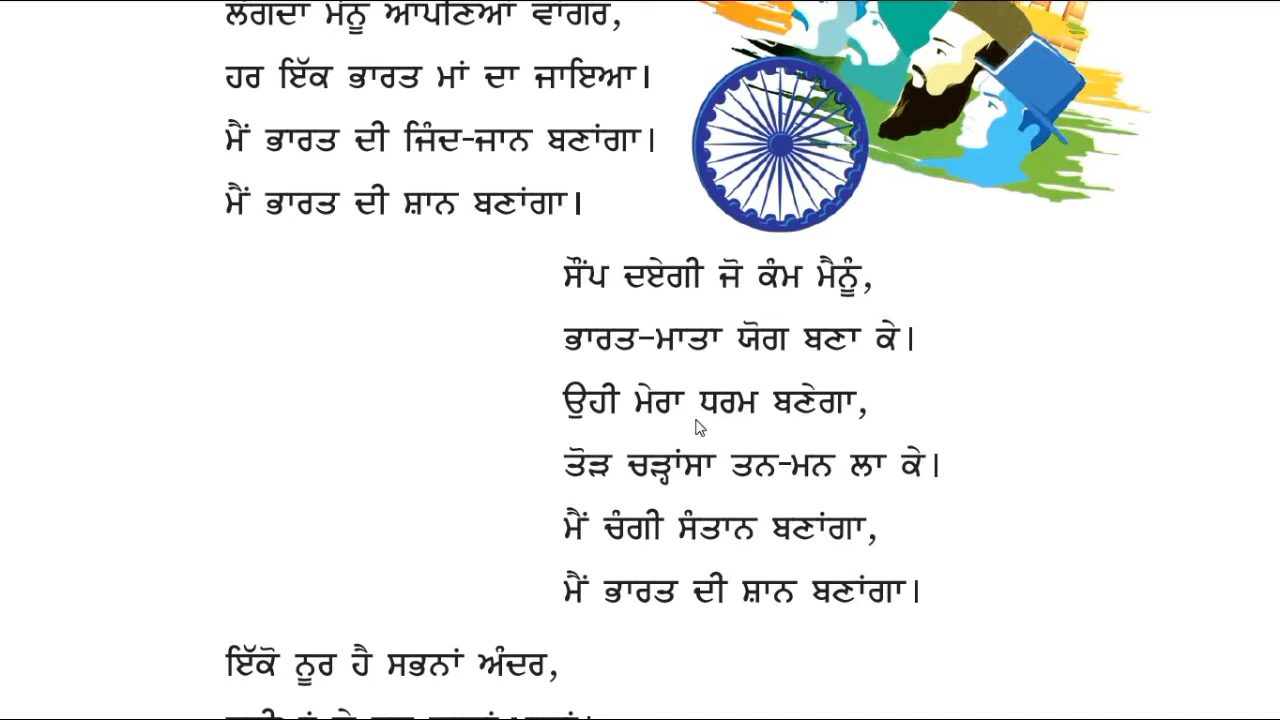 ਲੱਗਦਾ ਮੈਨੂੰ ਆਪਣਿਆਂ ਵਾਂਗਰ,
ਹਰ ਇੱਕ ਭਾਰਤ ਮਾਂ ਦਾ ਜਾਇਆ।
ਮੈਂ ਭਾਰਤ ਦੀ ਜਿੰਦ-ਜਾਨ ਬਣਾਂਗਾ।
ਮੈਂ ਭਾਰਤ ਦੀ ਸ਼ਾਨ ਬਣਾਂਗਾ।
ਸੌਂਪ ਦਏਗੀ ਜੋ ਕੰਮ ਮੈਨੂੰ,
ਭਾਰਤ-ਮਾਤਾ ਯੋਗ ਬਣਾ ਕੇ।
ਉਹੀ ਮੇਰਾ ਧਰਮ ਬਣੇਗਾ,
ਤੋੜ ਚੜ੍ਹਾਂਸਾ ਤਨ-ਮਨ ਲਾ ਕੇ।
ਮੈਂ ਚੰਗੀ ਸੰਤਾਨ ਬਣਾਂਗਾ,
ਮੈਂ ਭਾਰਤ ਦੀ ਸ਼ਾਨ ਬਣਾਂਗਾ।
ਇੱਕੋ ਨੂਰ ਹੈ ਸਭਨਾਂ ਅੰਦਰ,